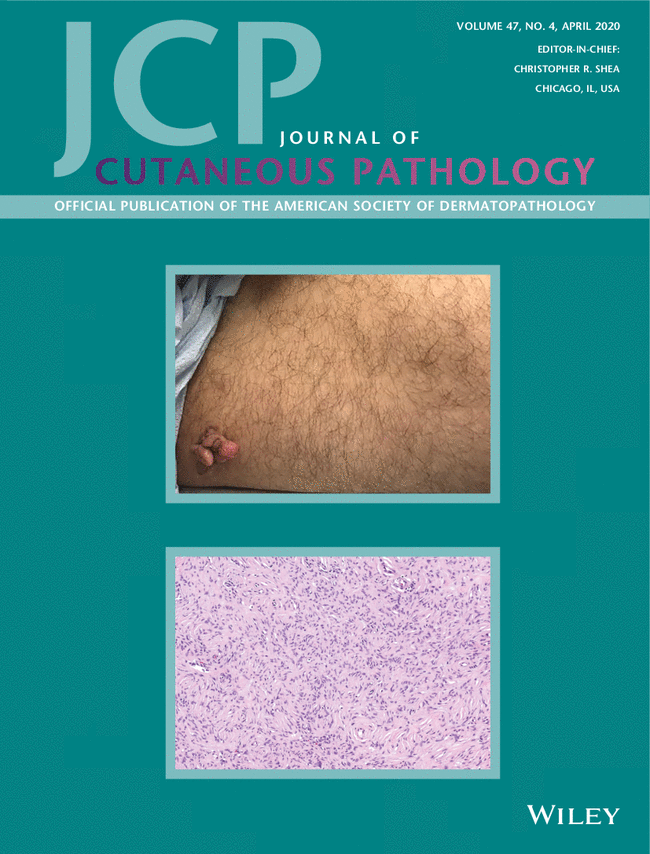 VOLUME 47, NO. 4, APRIL 2020
EDITOR-IN-CHIEF:
CHRISTOPHER R. SHEA
CHICAGO, IL, USA
JCP
JOURNAL OF
CUTANEOUS PATHOLOGY
OFFICIAL PUBLICATION OF THE AMERICAN SOCIETY OF DERMATOPATHOLOGY
WILEY